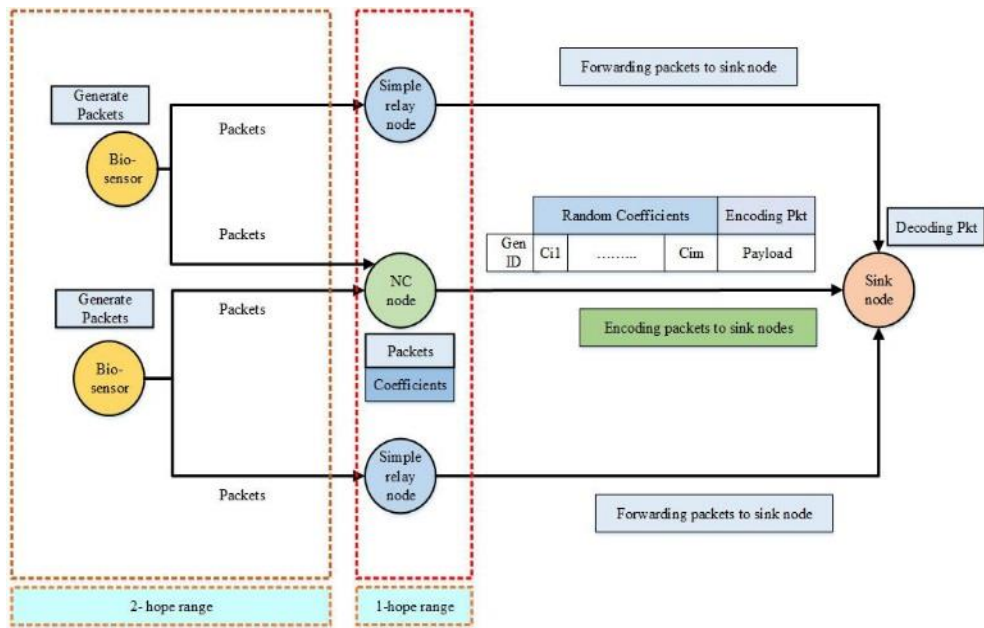 Generate
Packets
Bio-
sensor
Packets
Packets
Simple
relay
node
Forwarding packets to sink node
Random Coefficients
Encoding Pkt
Gen
ID
Ci1
.........
Cim
Payload
Decoding Pkt
Generate
Packets
Bio-
sensor
Packets
Packets
NC
node
Packets
Coefficients
Encoding packets to sink nodes
Sink
node
Simple
relay
node
Forwarding packets to sink node
2- hope range
1-hope range